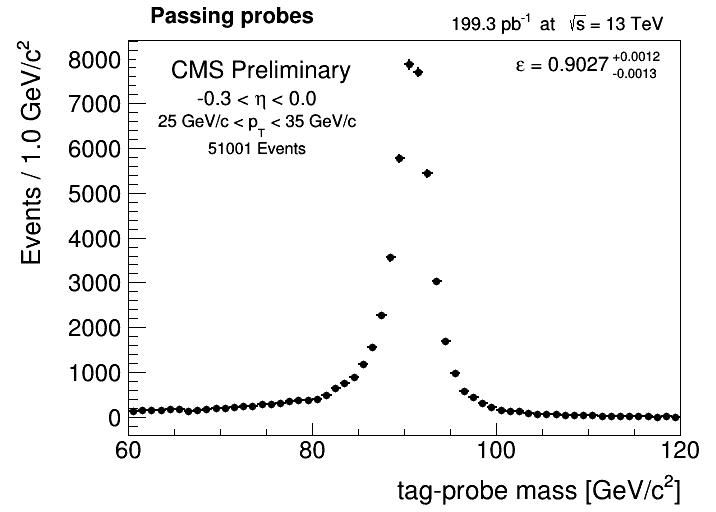 Passing probes
199.3 pb⁻¹ at √s = 13 TeV
CMS Preliminary
ε = 0.9027 +0.0012 -0.0013
-0.3 < η < 0.0
25 GeV/c < p_T < 35 GeV/c
51001 Events
Events / 1.0 GeV/c²
8000
7000
6000
5000
4000
3000
2000
1000
0
60 80 100 120
tag-probe mass [GeV/c²]